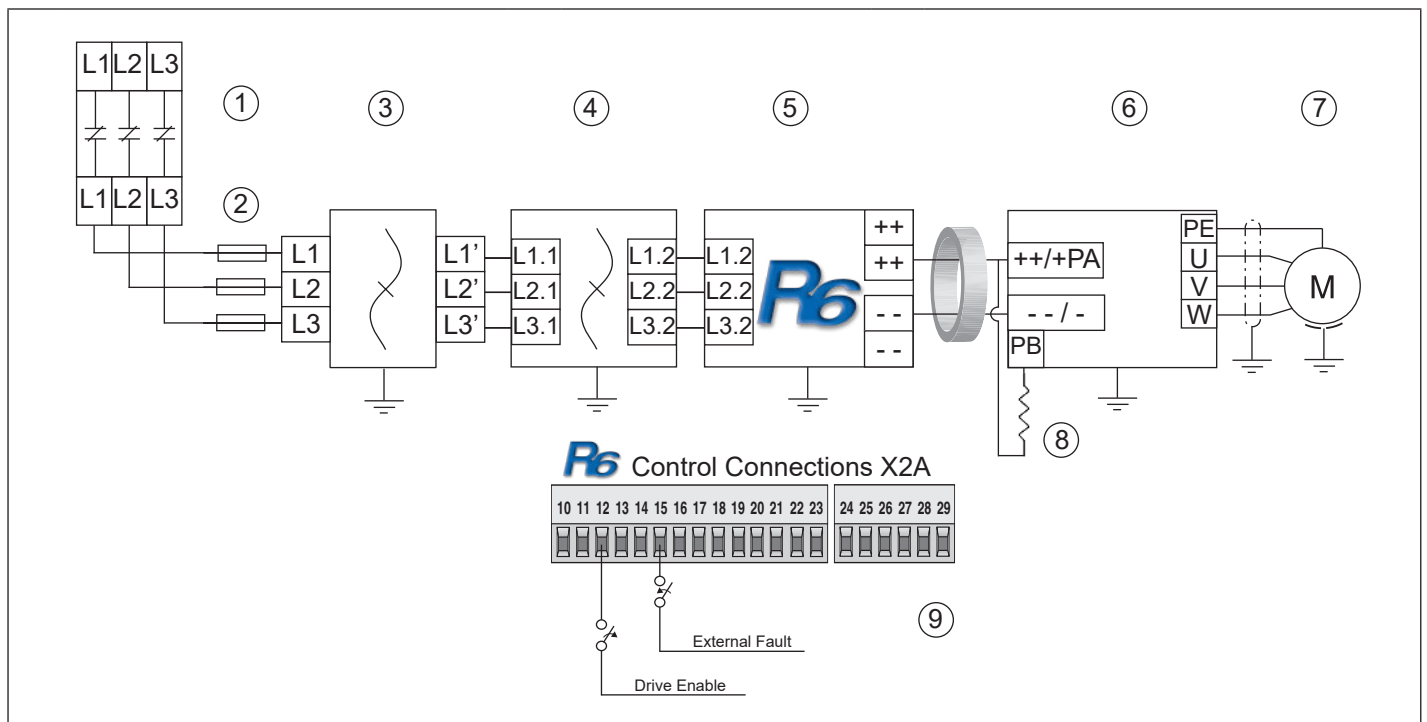 L1 L2 L3
1 3 4 5 6 7
L1 L2 L3
2
L1 L1' L1.1 L1.2 L1.2
L2 L2' L2.1 L2.2 L2.2
L3 L3' L3.1 L3.2 L3.2
R6
++
++
- -
- -
++/+PA
- - / -
PB
PE
U
V
W
M
8
R6 Control Connections X2A
10 11 12 13 14 15 16 17 18 19 20 21 22 23 24 25 26 27 28 29
9
External Fault
Drive Enable